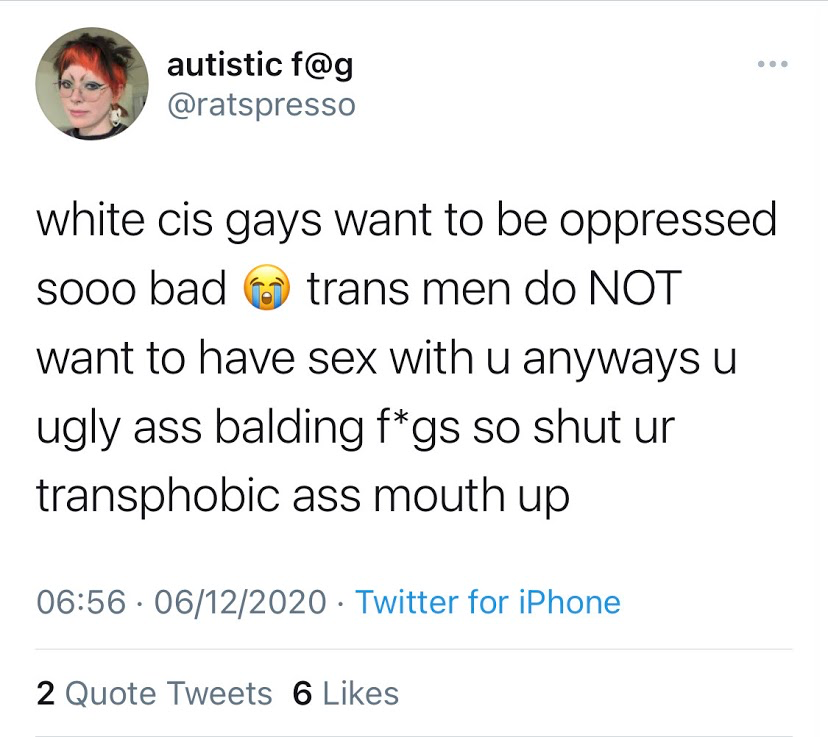 autistic f@g
@ratspresso
white cis gays want to be oppressed
sooo bad 😭 trans men do NOT
want to have sex with u anyways u
ugly ass balding f*gs so shut ur
transphobic ass mouth up
06:56 · 06/12/2020 · Twitter for iPhone
2 Quote Tweets 6 Likes